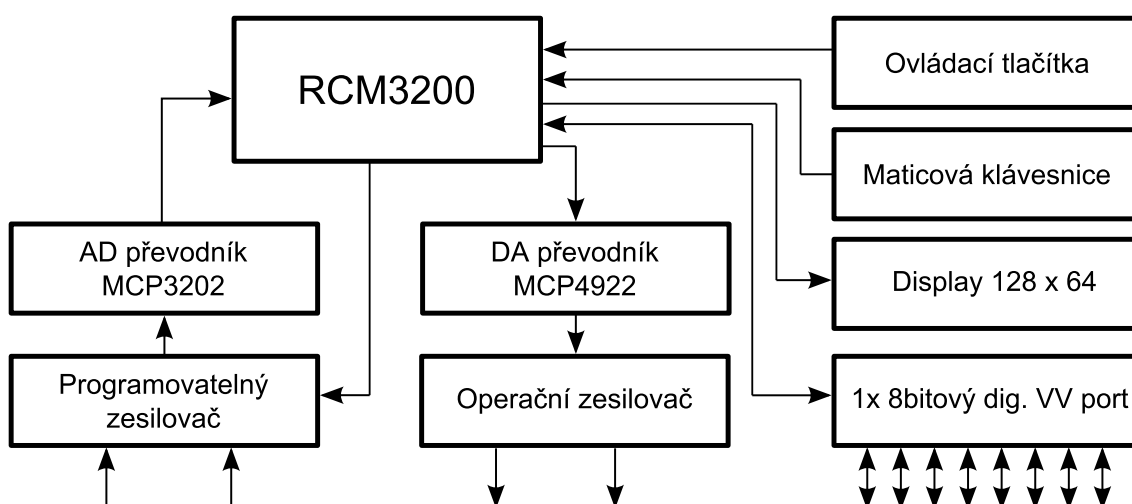 RCM3200
Ovládací tlačítka
Maticová klávesnice
AD převodník
MCP3202
DA převodník
MCP4922
Display 128 x 64
Programovatelný
zesilovač
Operační zesilovač
1x 8bitový dig. VV port